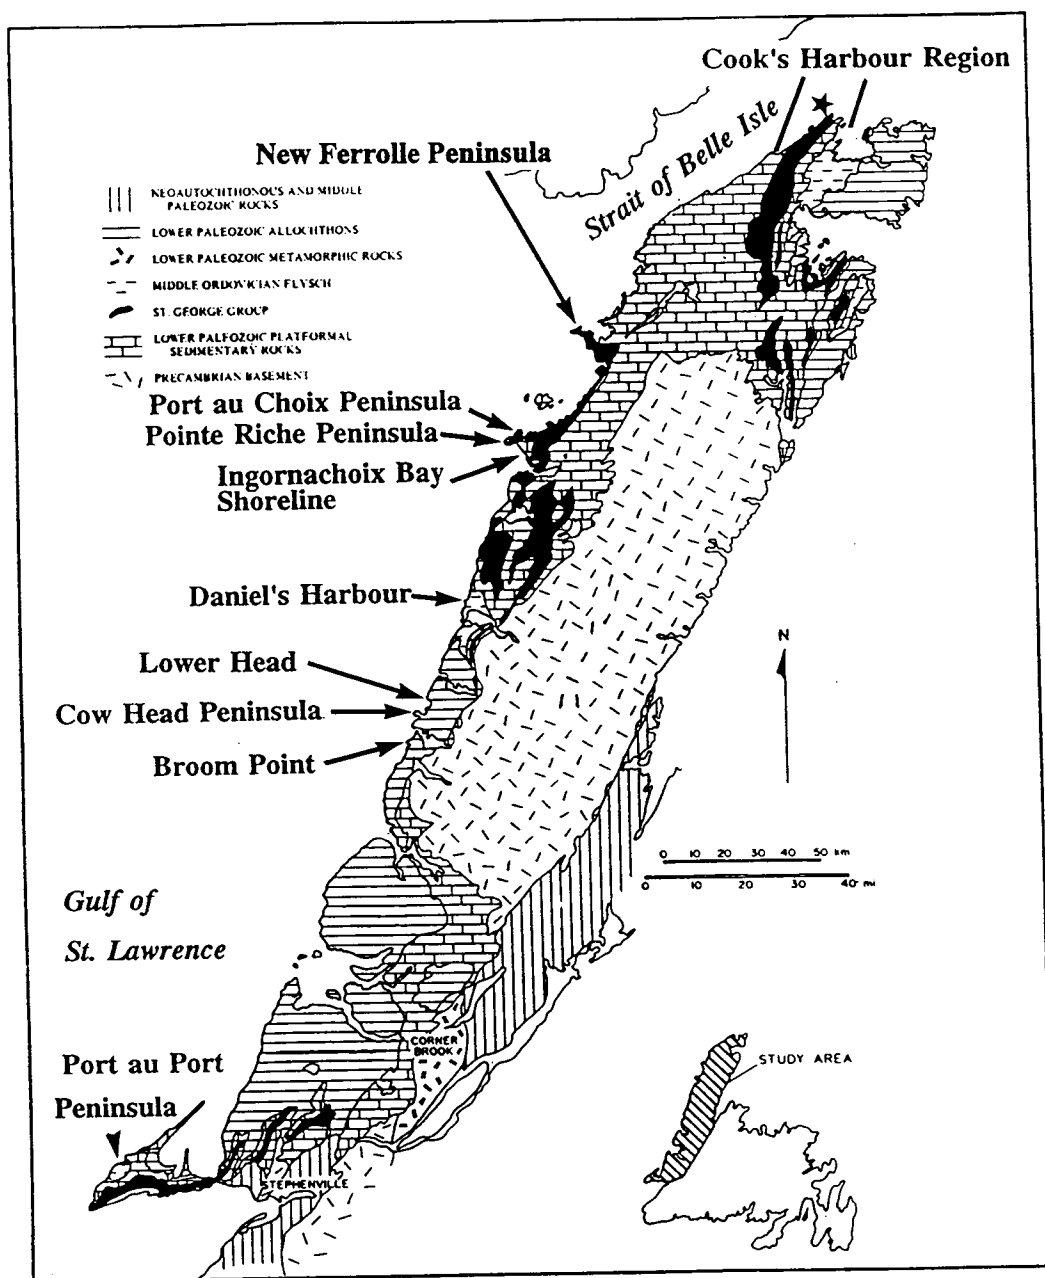 Cook's Harbour Region
Strait of Belle Isle
New Ferrolle Peninsula
NEOAUTOCHTHONOUS AND MIDDLE
PALEOZOIC ROCKS
LOWER PALEOZOIC ALLOCHTHONS
LOWER PALEOZOIC METAMORPHIC ROCKS
MIDDLE ORDOVICIAN FLYSCH
ST. GEORGE GROUP
LOWER PALEOZOIC PLATFORMAL
SEDIMENTARY ROCKS
PRECAMBRIAN BASEMENT
Port au Choix Peninsula
Pointe Riche Peninsula
Ingornachoix Bay
Shoreline
Daniel's Harbour
N
Lower Head
Cow Head Peninsula
Broom Point
0 10 20 30 40 50 km
0 10 20 30 40 mi
Gulf of
St. Lawrence
CORNER
BROOK
STUDY AREA
Port au Port
Peninsula
STEPHENVILLE